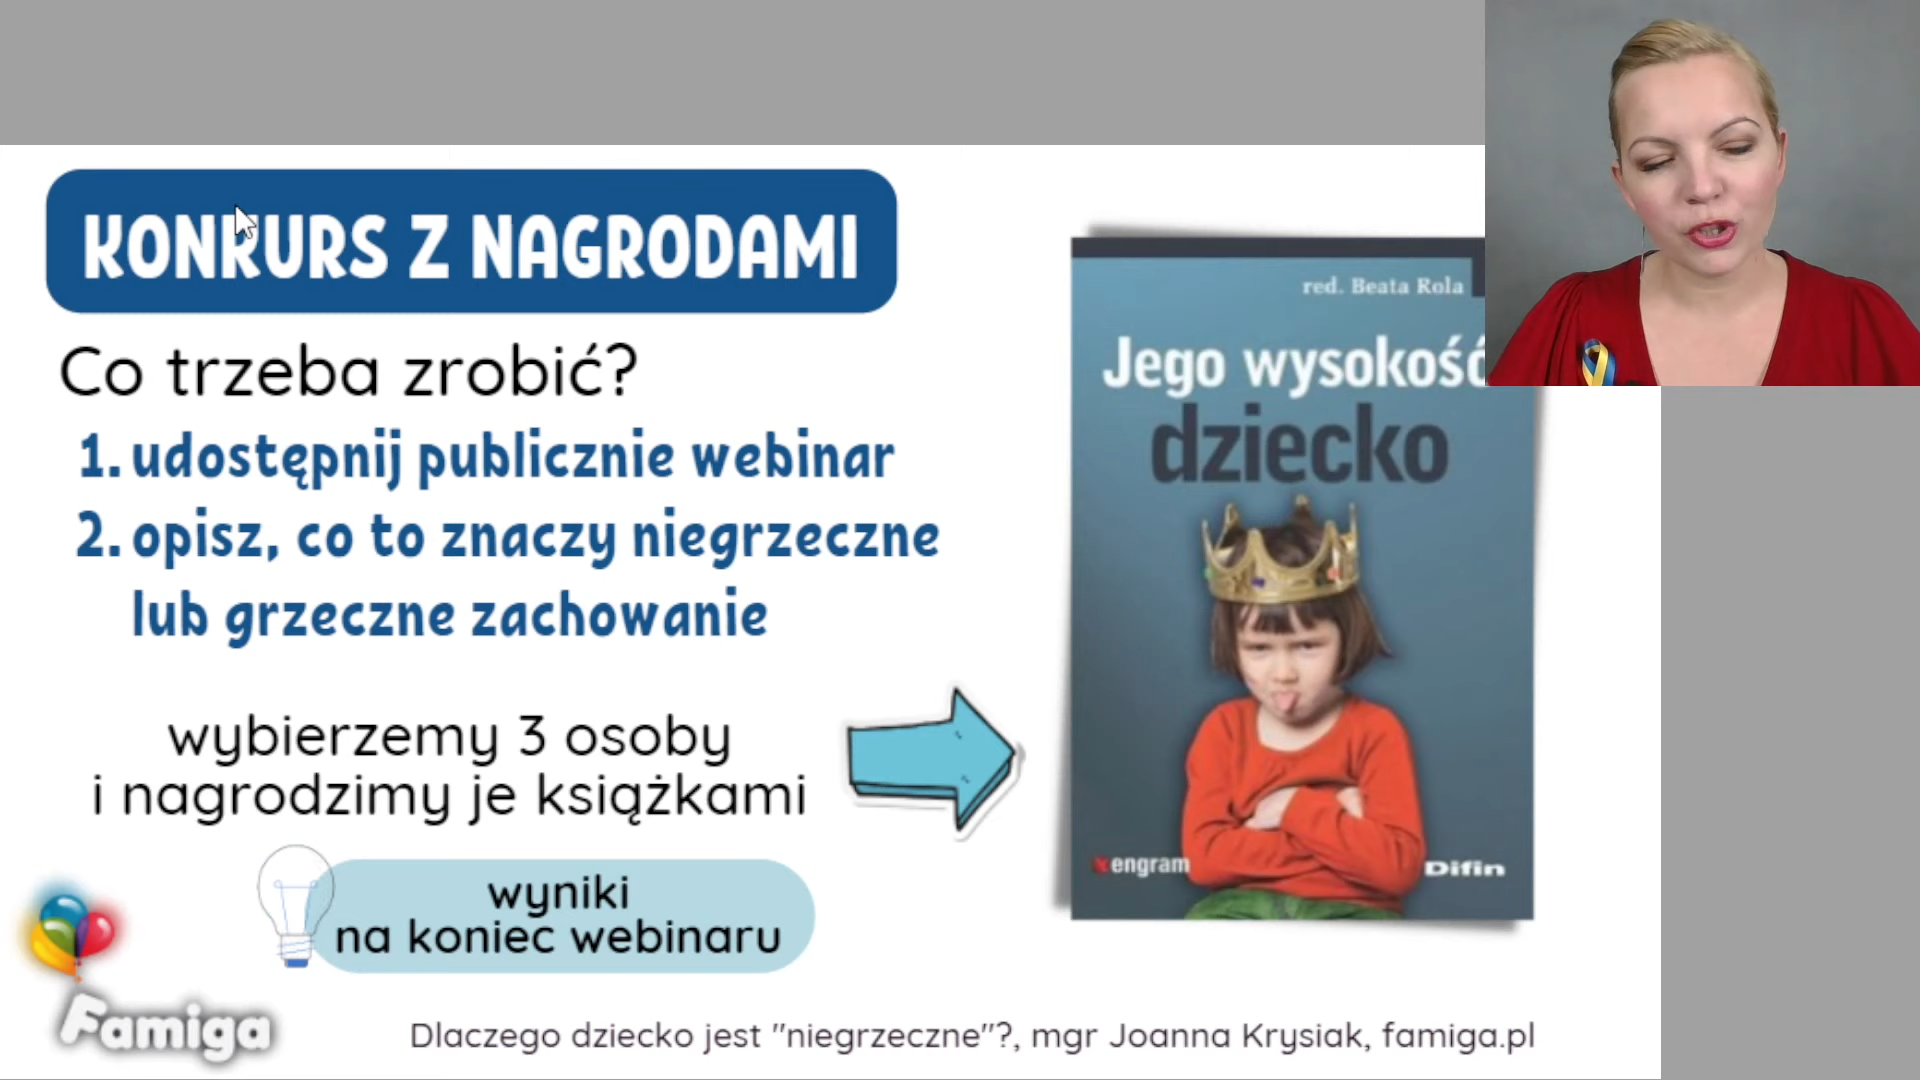 KONKURS Z NAGRODAMI
Co trzeba zrobić?
1. udostępnij publicznie webinar
2. opisz, co to znaczy niegrzeczne
lub grzeczne zachowanie
wybierzemy 3 osoby
i nagrodzimy je książkami
wyniki
na koniec webinaru
red. Beata Rola
Jego wysokość
dziecko
engram
Difin
Famiga
Dlaczego dziecko jest "niegrzeczne"?, mgr Joanna Krysiak, famiga.pl